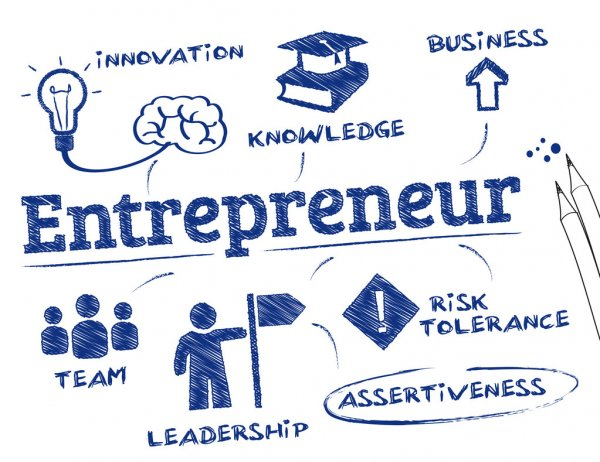 INNOVATION
KNOWLEDGE
BUSINESS
Entrepreneur
TEAM
LEADERSHIP
!
RISK
TOLERANCE
ASSERTIVENESS